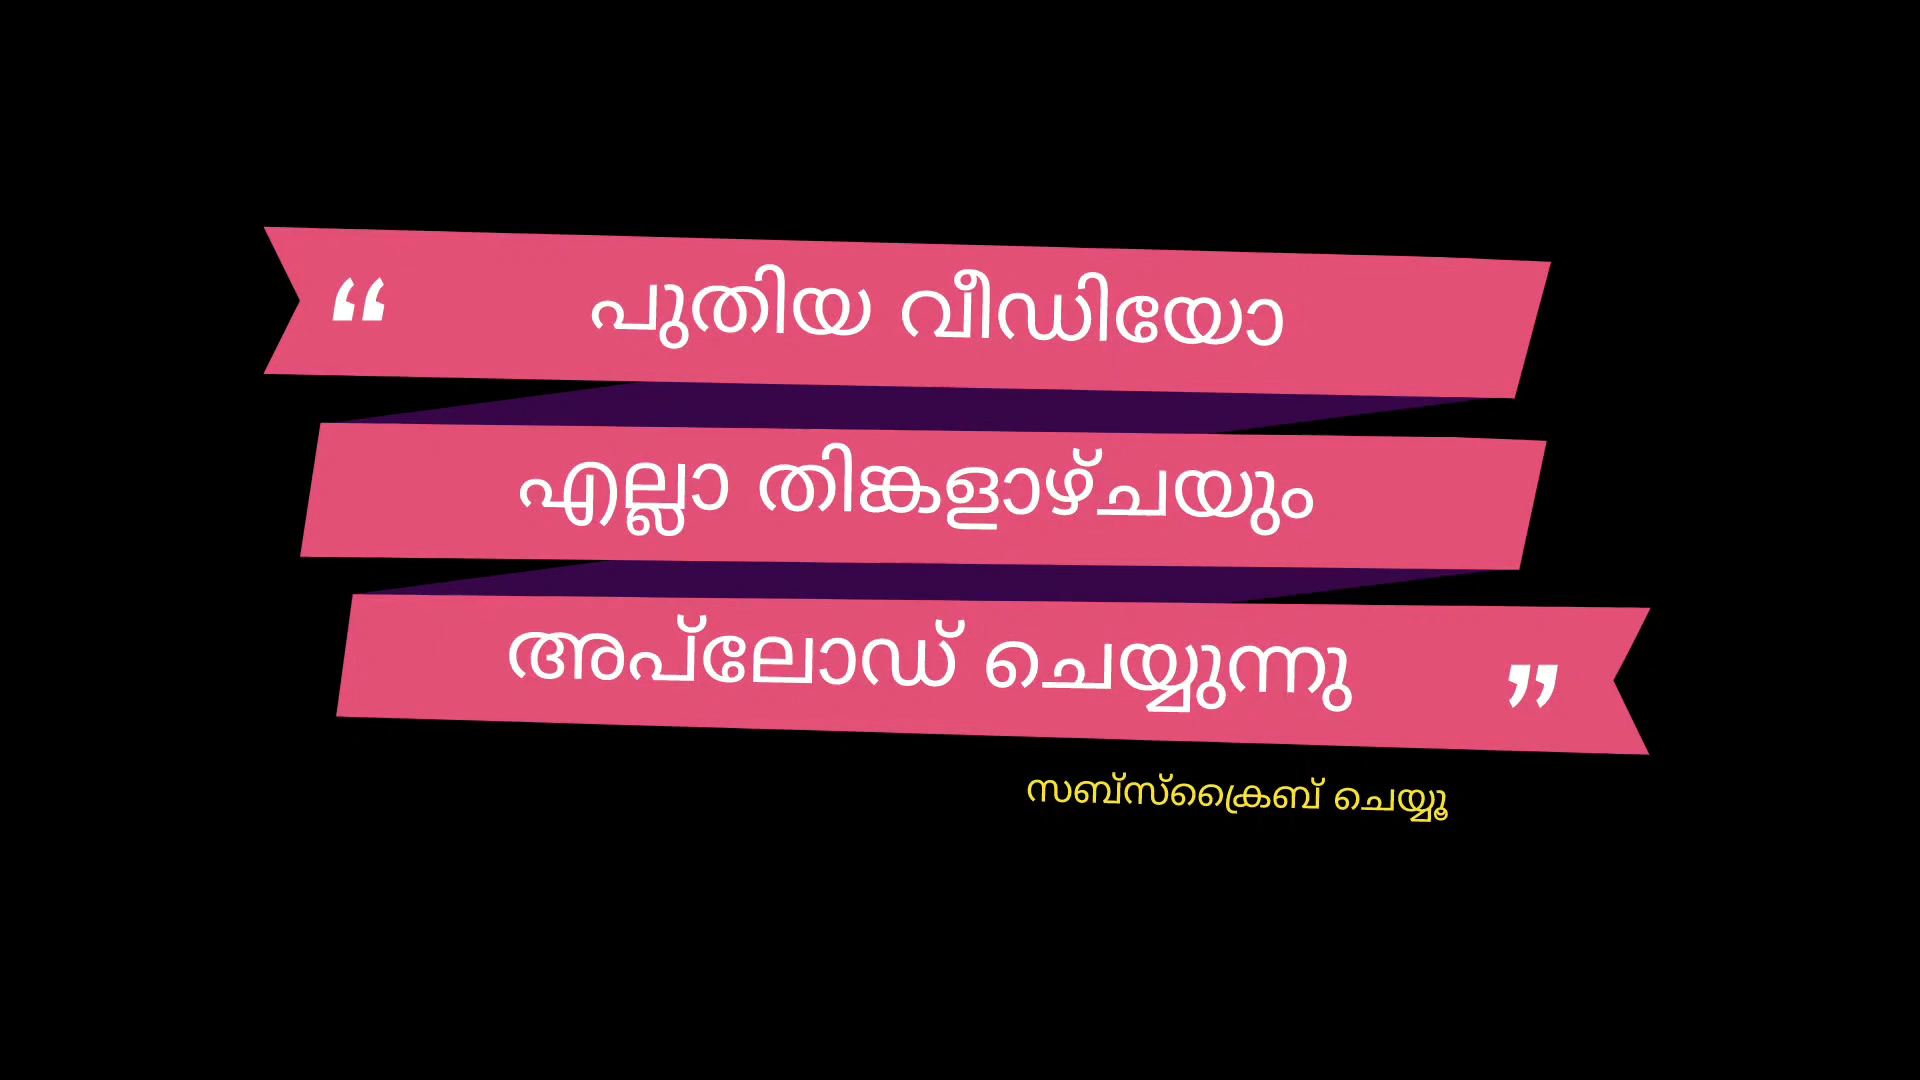 “ പുതിയ വീഡിയോ
എല്ലാ തിങ്കളാഴ്ചയും
അപ്‌ലോഡ് ചെയ്യുന്നു ”
സബ്സ്ക്രൈബ് ചെയ്യൂ